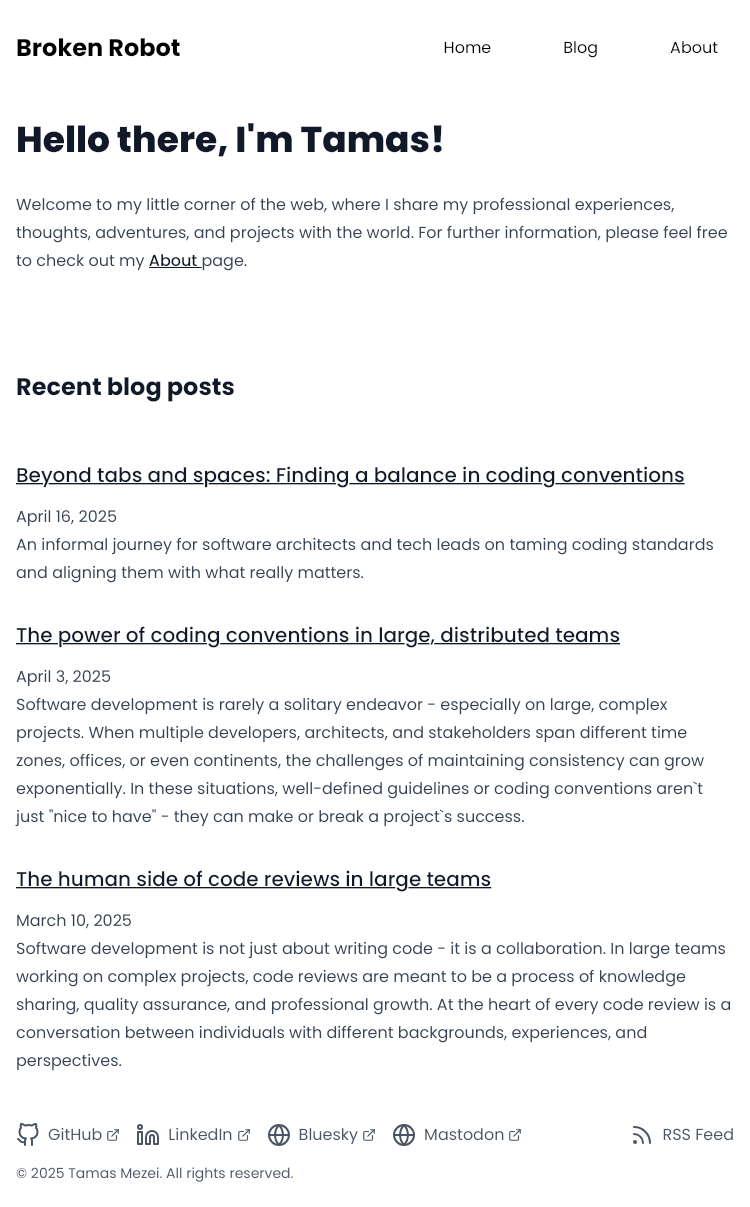 Broken Robot
Home Blog About
Hello there, I'm Tamas!
Welcome to my little corner of the web, where I share my professional experiences,
thoughts, adventures, and projects with the world. For further information, please feel free
to check out my About page.
Recent blog posts
Beyond tabs and spaces: Finding a balance in coding conventions
April 16, 2025
An informal journey for software architects and tech leads on taming coding standards
and aligning them with what really matters.
The power of coding conventions in large, distributed teams
April 3, 2025
Software development is rarely a solitary endeavor - especially on large, complex
projects. When multiple developers, architects, and stakeholders span different time
zones, offices, or even continents, the challenges of maintaining consistency can grow
exponentially. In these situations, well-defined guidelines or coding conventions aren`t
just "nice to have" - they can make or break a project`s success.
The human side of code reviews in large teams
March 10, 2025
Software development is not just about writing code - it is a collaboration. In large teams
working on complex projects, code reviews are meant to be a process of knowledge
sharing, quality assurance, and professional growth. At the heart of every code review is a
conversation between individuals with different backgrounds, experiences, and
perspectives.
GitHub LinkedIn Bluesky Mastodon RSS Feed
© 2025 Tamas Mezei. All rights reserved.